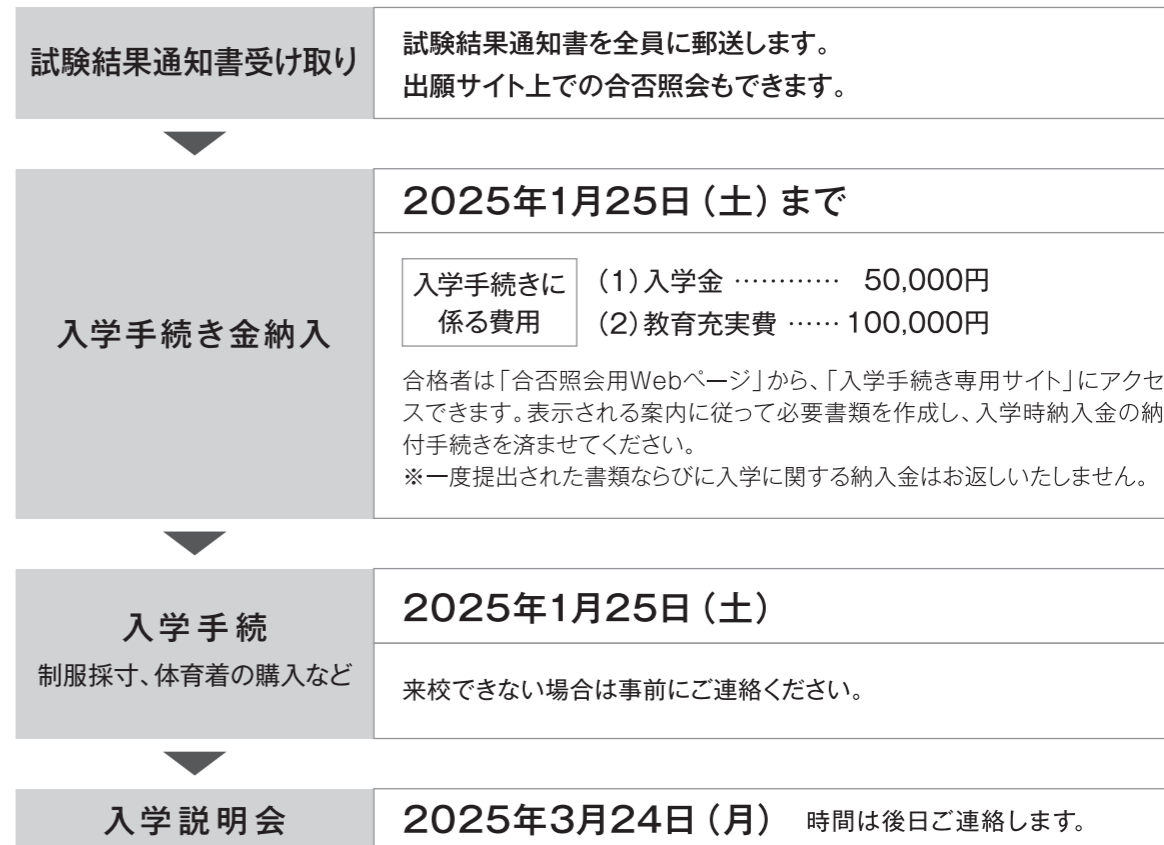 試験結果通知書受け取り
試験結果通知書を全員に郵送します。
出願サイト上での合否照会もできます。
入学手続き金納入
2025年1月25日（土）まで
入学手続きに
係る費用
（1）入学金 ………… 50,000円
（2）教育充実費 …… 100,000円
合格者は「合否照会用Webページ」から、「入学手続き専用サイト」にアクセ
スできます。表示される案内に従って必要書類を作成し、入学時納入金の納
付手続きを済ませてください。
※一度提出された書類ならびに入学に関する納入金はお返しいたしません。
入学手続
制服採寸、体育着の購入など
2025年1月25日（土）
来校できない場合は事前にご連絡ください。
入学説明会
2025年3月24日（月） 時間は後日ご連絡します。